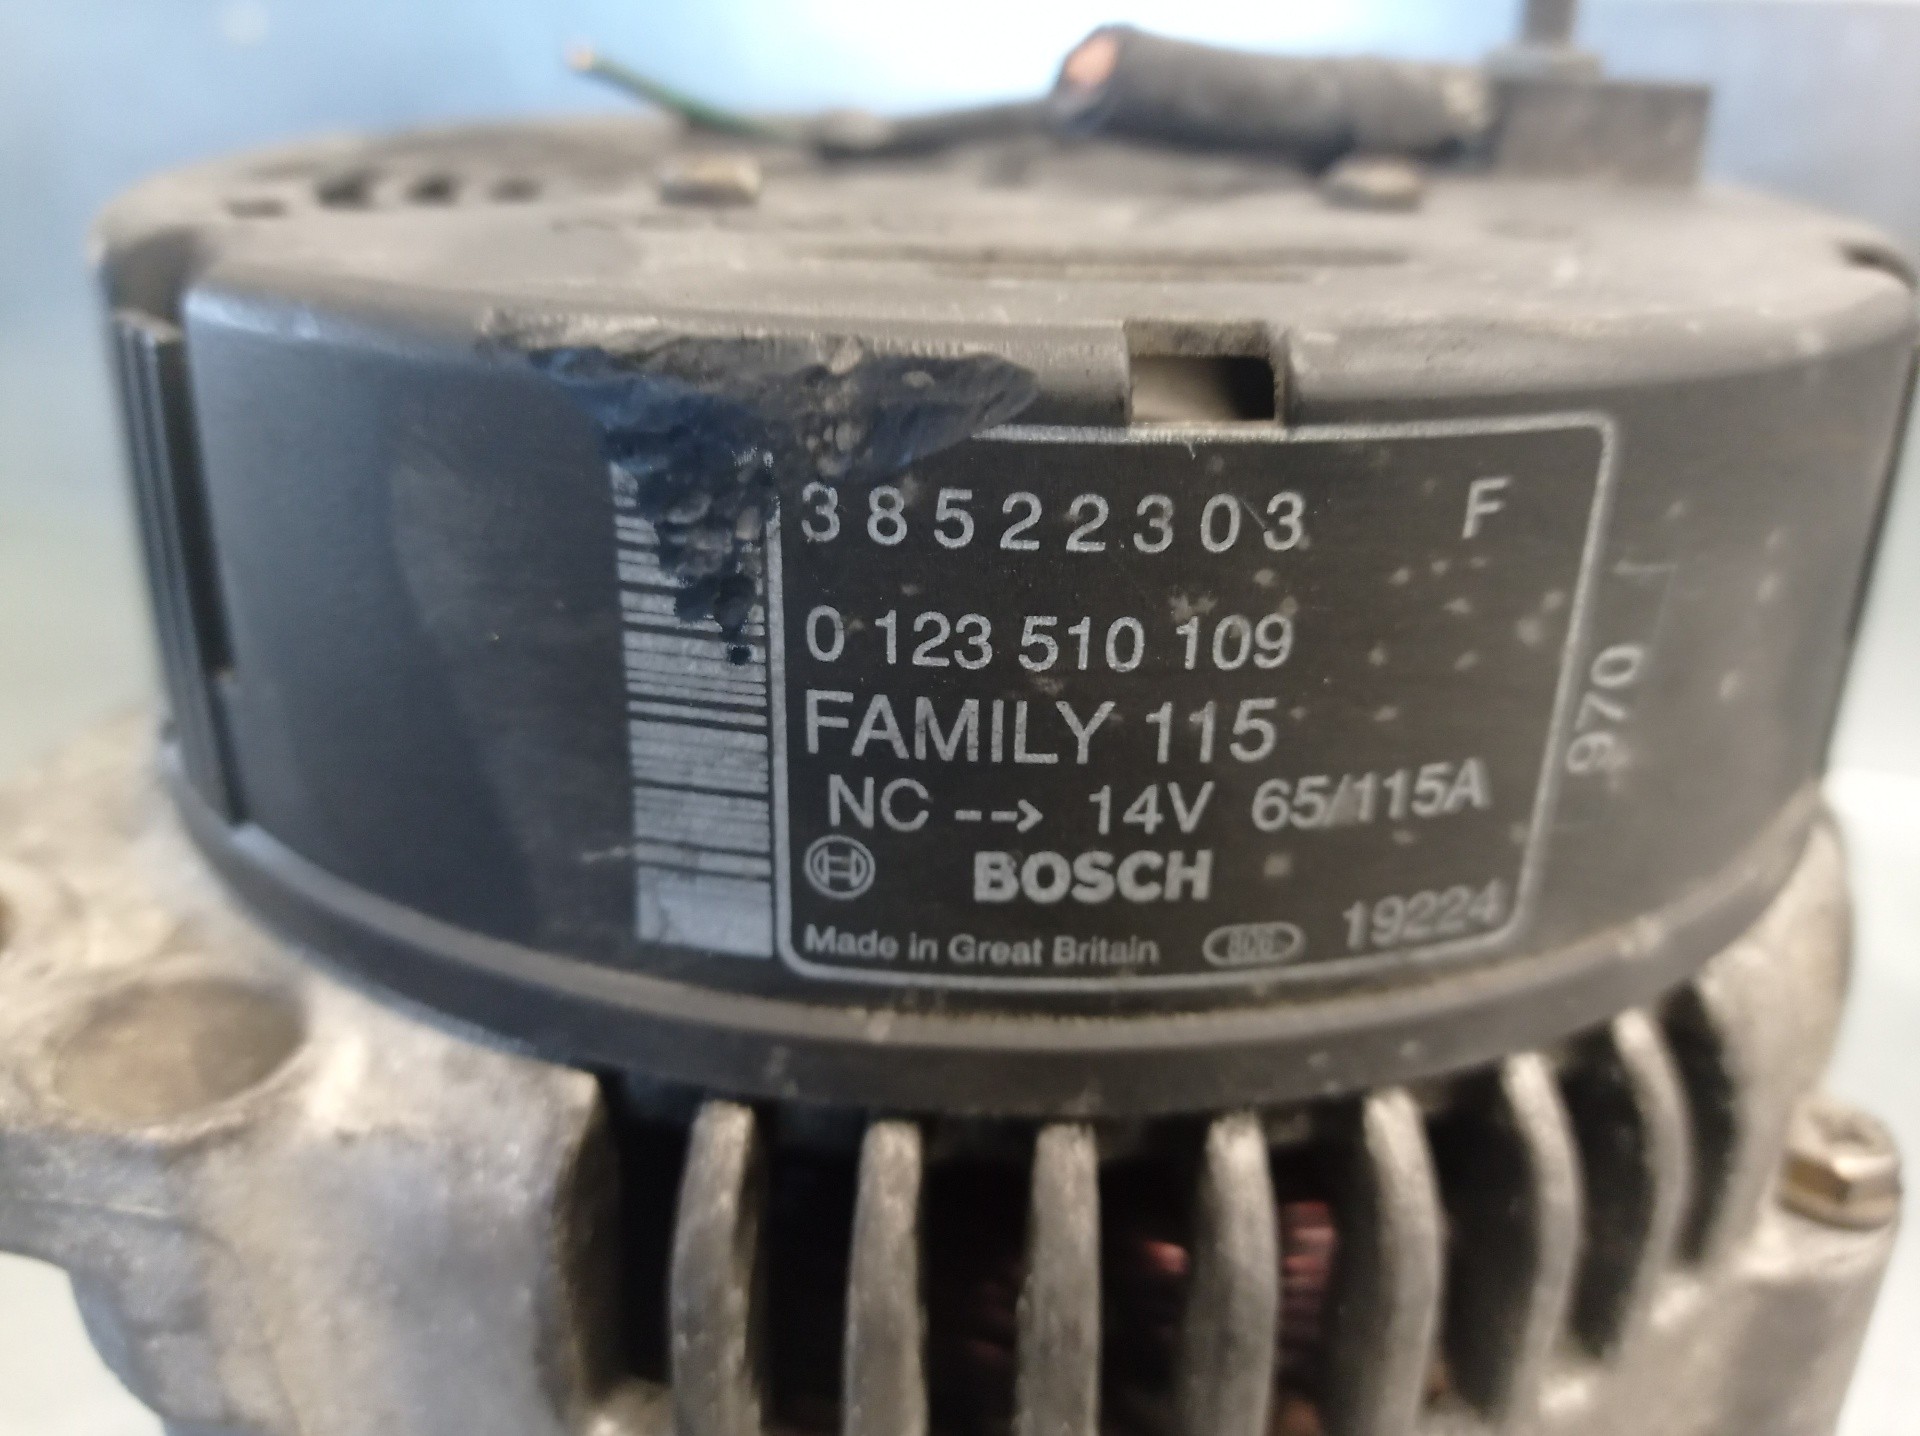 38522303 F
0 123 510 109
FAMILY 115
NC --> 14V 65/115A
BOSCH
Made in Great Britain 19224
970